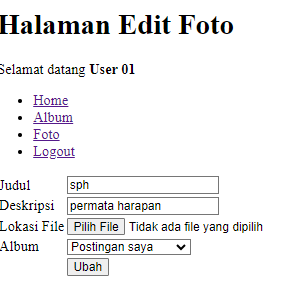 Halaman Edit Foto
Selamat datang User 01
Home
Album
Foto
Logout
Judul sph
Deskripsi permata harapan
Lokasi File Pilih File Tidak ada file yang dipilih
Album Postingan saya
Ubah